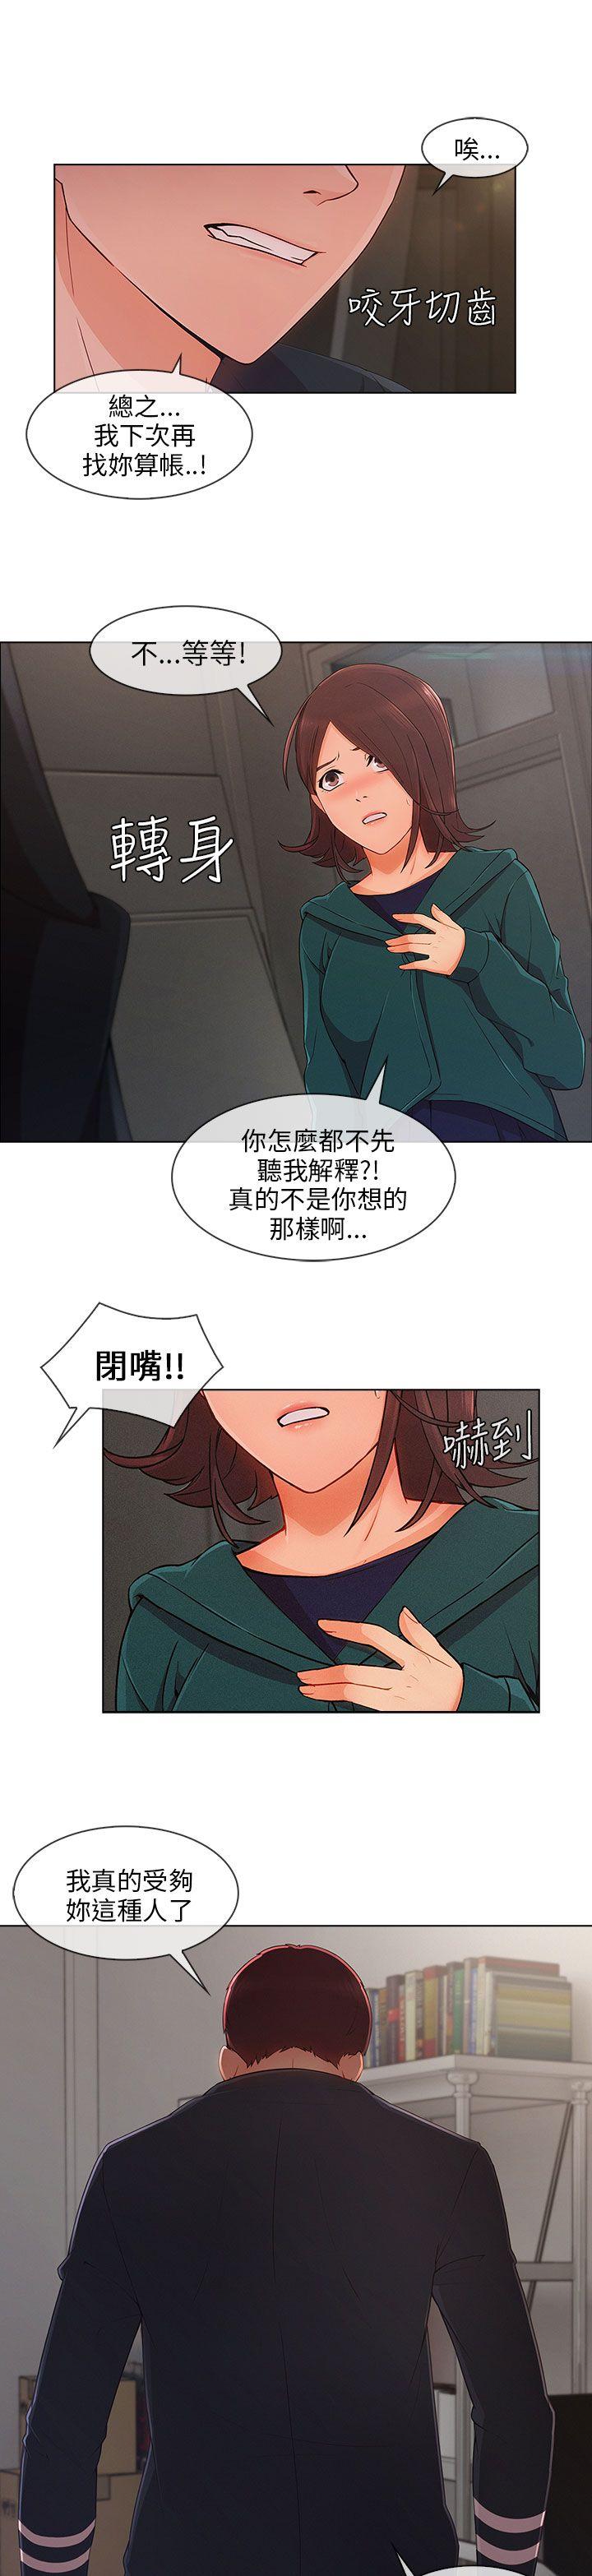 唉...
咬牙切齒
總之...
我下次再
找妳算帳..!
不...等等!
轉身
你怎麼都不先
聽我解釋?!
真的不是你想的
那樣啊...
閉嘴!!
嚇到
我真的受夠
妳這種人了